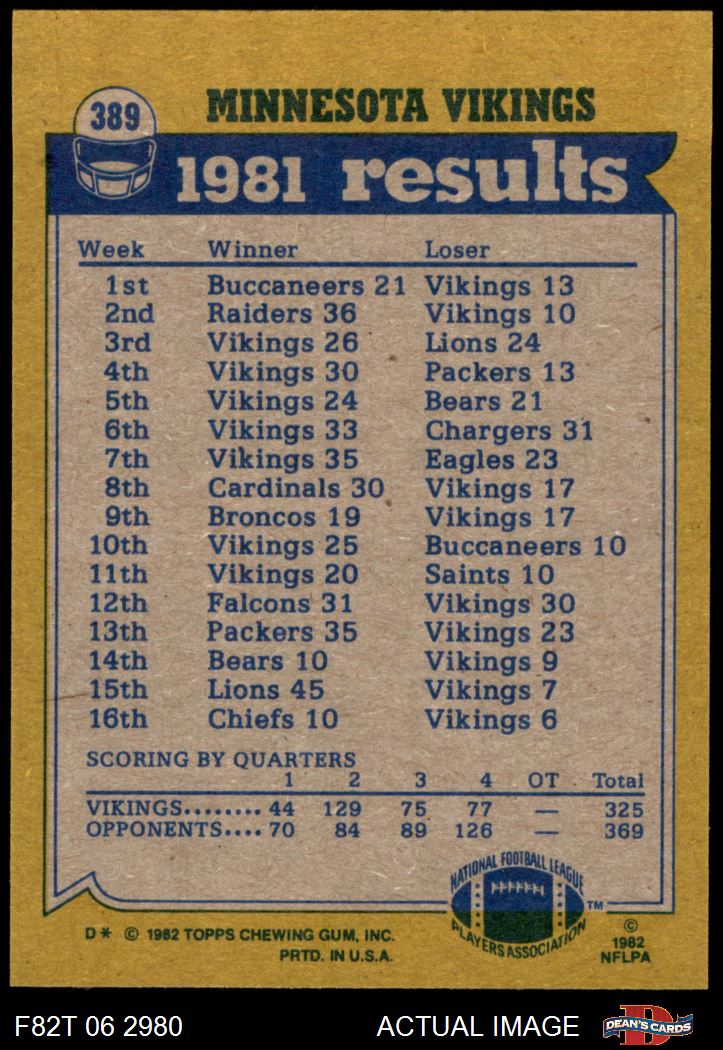 389
MINNESOTA VIKINGS
1981 results
Week Winner Loser
1st Buccaneers 21 Vikings 13
2nd Raiders 36 Vikings 10
3rd Vikings 26 Lions 24
4th Vikings 30 Packers 13
5th Vikings 24 Bears 21
6th Vikings 33 Chargers 31
7th Vikings 35 Eagles 23
8th Cardinals 30 Vikings 17
9th Broncos 19 Vikings 17
10th Vikings 25 Buccaneers 10
11th Vikings 20 Saints 10
12th Falcons 31 Vikings 30
13th Packers 35 Vikings 23
14th Bears 10 Vikings 9
15th Lions 45 Vikings 7
16th Chiefs 10 Vikings 6
SCORING BY QUARTERS
1 2 3 4 OT Total
VIKINGS........ 44 129 75 77 — 325
OPPONENTS.... 70 84 89 126 — 369
NATIONAL FOOTBALL LEAGUE
PLAYERS ASSOCIATION
TM
D* © 1982 TOPPS CHEWING GUM, INC.
PRTD. IN U.S.A.
©
1982
NFLPA
F82T 06 2980
ACTUAL IMAGE
D
DEAN'S CARDS